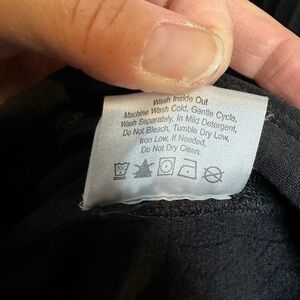 Wash Inside Out
Machine Wash Cold, Gentle Cycle,
Wash Separately, In Mild Detergent,
Do Not Bleach, Tumble Dry Low,
Iron Low, If Needed,
Do Not Dry Clean.